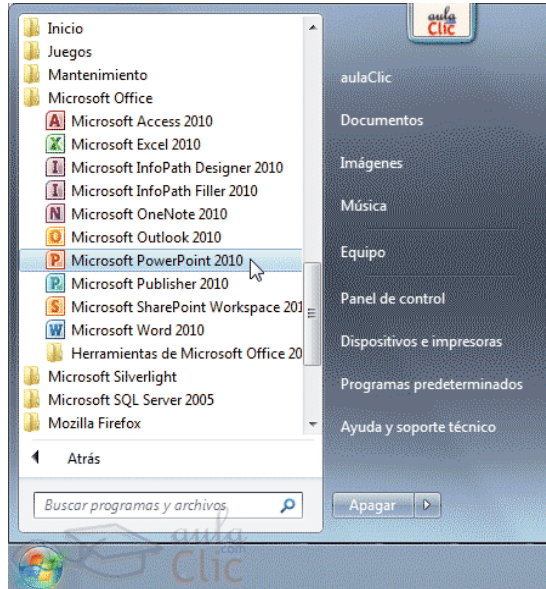 Inicio
Juegos
Mantenimiento
Microsoft Office
Microsoft Access 2010
Microsoft Excel 2010
Microsoft InfoPath Designer 2010
Microsoft InfoPath Filler 2010
Microsoft OneNote 2010
Microsoft Outlook 2010
Microsoft PowerPoint 2010
Microsoft Publisher 2010
Microsoft SharePoint Workspace 201
Microsoft Word 2010
Herramientas de Microsoft Office 20
Microsoft Silverlight
Microsoft SQL Server 2005
Mozilla Firefox
Atrás
Buscar programas y archivos
aula
Clic
aulaClic
Documentos
Imágenes
Música
Equipo
Panel de control
Dispositivos e impresoras
Programas predeterminados
Ayuda y soporte técnico
Apagar
aula
.com
Clic